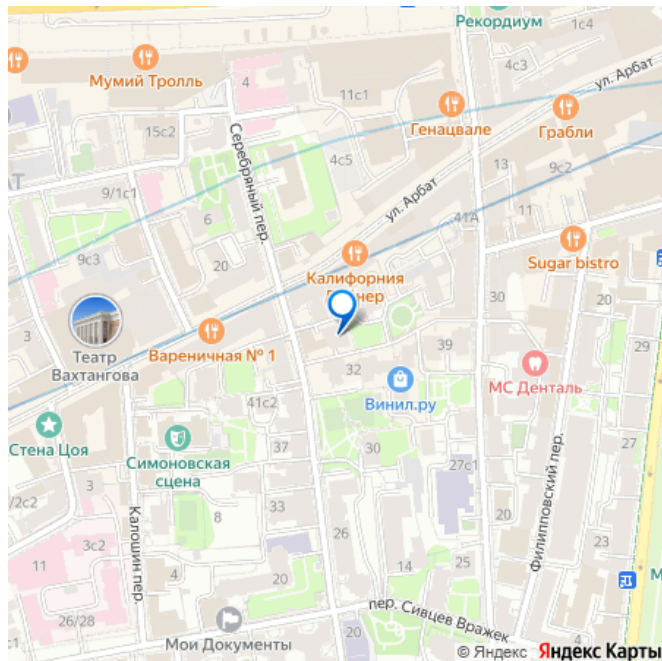 Рекордиум
1с4
Мумий Тролль
4
4с3
ул. Арбат
11с1
Генацвале
Грабли
15с2
Серебряный пер.
4с5
13
9с2
АТ
9/1с1
ул. Арбат
11
6
41А
9с3
20
Калифорния
Sugar bistro
30
20
3
Театр
Вахтангова
Вареничная № 1
39
29
32
МС Денталь
Винил.ру
41с2
Стена Цоя
Симоновская
сцена
37
30
27
27с1
Филипповский пер.
3
/2с2
33
8
20
Калошин пер.
3с2
26
23
11
4
14
25
20
М
26/28
пер. Сивцев Вражек
Мои Документы
20
© Яндекс Яндекс Карты